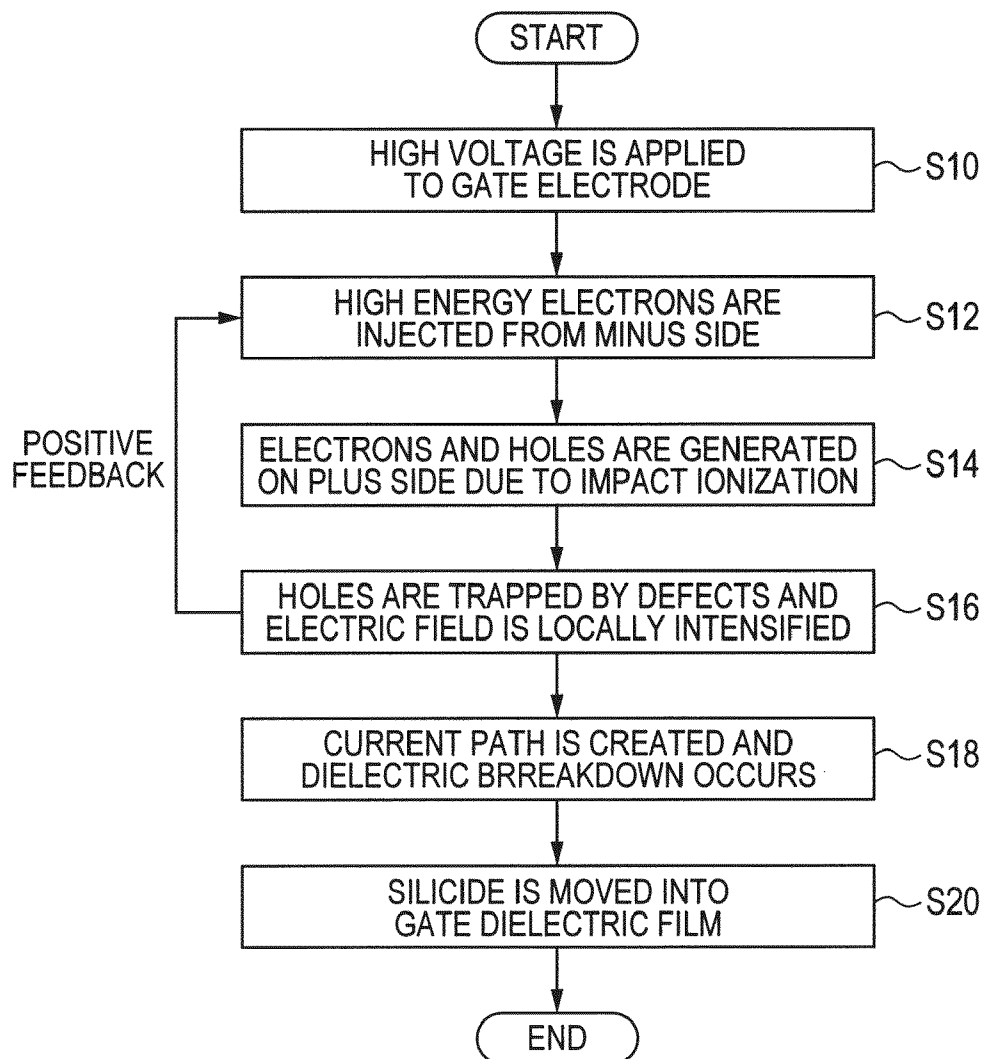 START
HIGH VOLTAGE IS APPLIED
TO GATE ELECTRODE
S10
HIGH ENERGY ELECTRONS ARE
INJECTED FROM MINUS SIDE
S12
POSITIVE
FEEDBACK
ELECTRONS AND HOLES ARE GENERATED
ON PLUS SIDE DUE TO IMPACT IONIZATION
S14
HOLES ARE TRAPPED BY DEFECTS AND
ELECTRIC FIELD IS LOCALLY INTENSIFIED
S16
CURRENT PATH IS CREATED AND
DIELECTRIC BRREAKDOWN OCCURS
S18
SILICIDE IS MOVED INTO
GATE DIELECTRIC FILM
S20
END